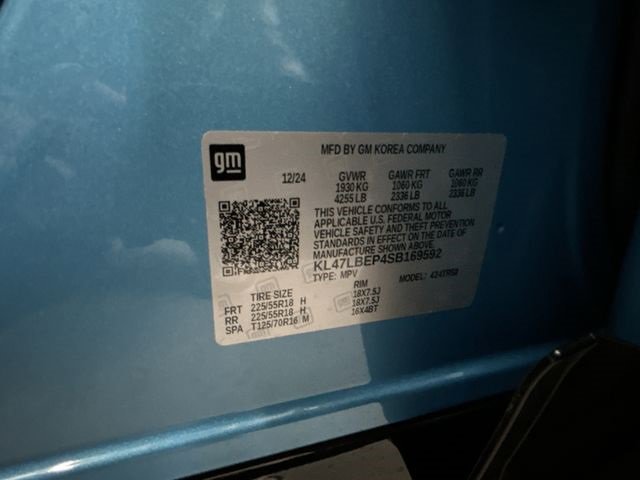 gm
MFD BY GM KOREA COMPANY
12/24 GVWR GAWR FRT GAWR RR
1930 KG 1060 KG 1060 KG
4255 LB 2336 LB 2336 LB
THIS VEHICLE CONFORMS TO ALL
APPLICABLE U.S. FEDERAL MOTOR
VEHICLE SAFETY AND THEFT PREVENTION
STANDARDS IN EFFECT ON THE DATE OF
MANUFACTURE SHOWN ABOVE.
KL47LBEP4SB169592
TYPE: MPV MODEL:
TIRE SIZE RIM
FRT 225/55R18 H 18X7.5J
RR 225/55R18 H 18X7.5J
SPA T125/70R16 M 16X4BT